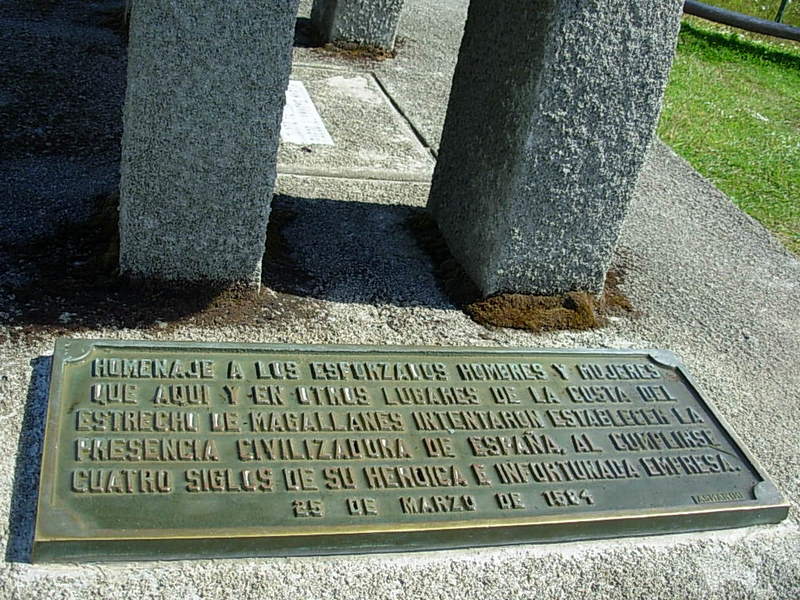 HOMENAJE A LOS ESFORZADOS HOMBRES Y MUJERES
QUE AQUI Y EN OTROS LUGARES DE LA COSTA DEL
ESTRECHO DE MAGALLANES INTENTARON ESTABLECER LA
PRESENCIA CIVILIZADORA DE ESPAÑA, AL CUMPLIRSE
CUATRO SIGLOS DE SU HEROICA E INFORTUNADA EMPRESA.
25 DE MARZO DE 1584